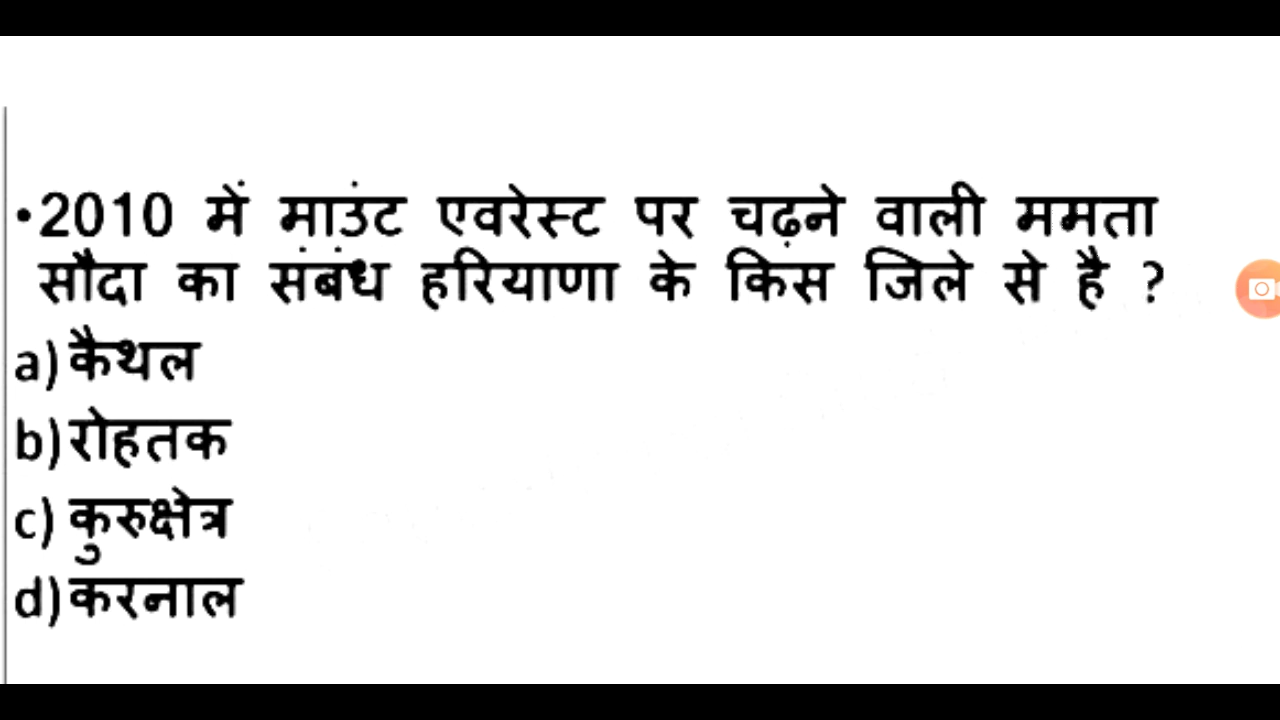 •2010 में माउंट एवरेस्ट पर चढ़ने वाली ममता
सौदा का संबंध हरियाणा के किस जिले से है ?
a)कैथल
b)रोहतक
c) कुरुक्षेत्र
d)करनाल